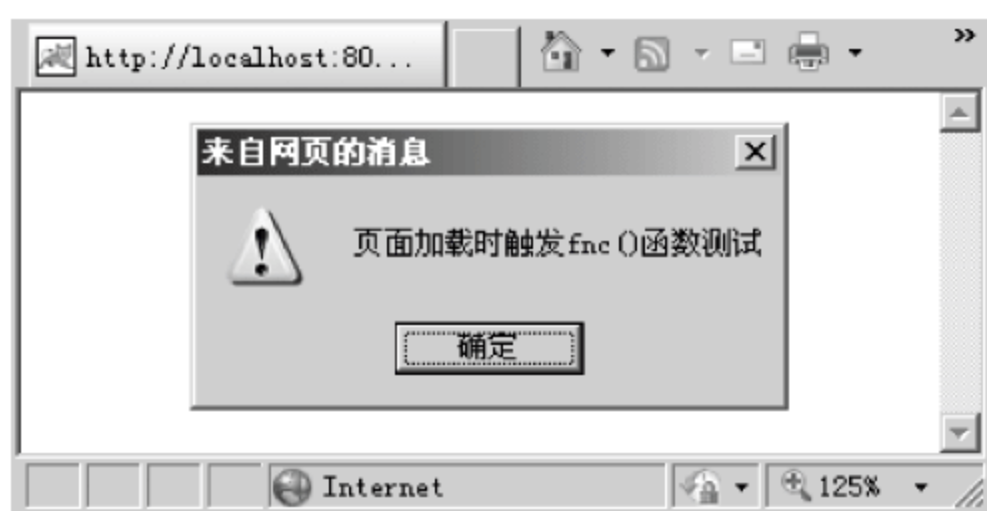 http://localhost:80...
»
来自网页的消息
页面加载时触发fnc()函数测试
确定
Internet
125%